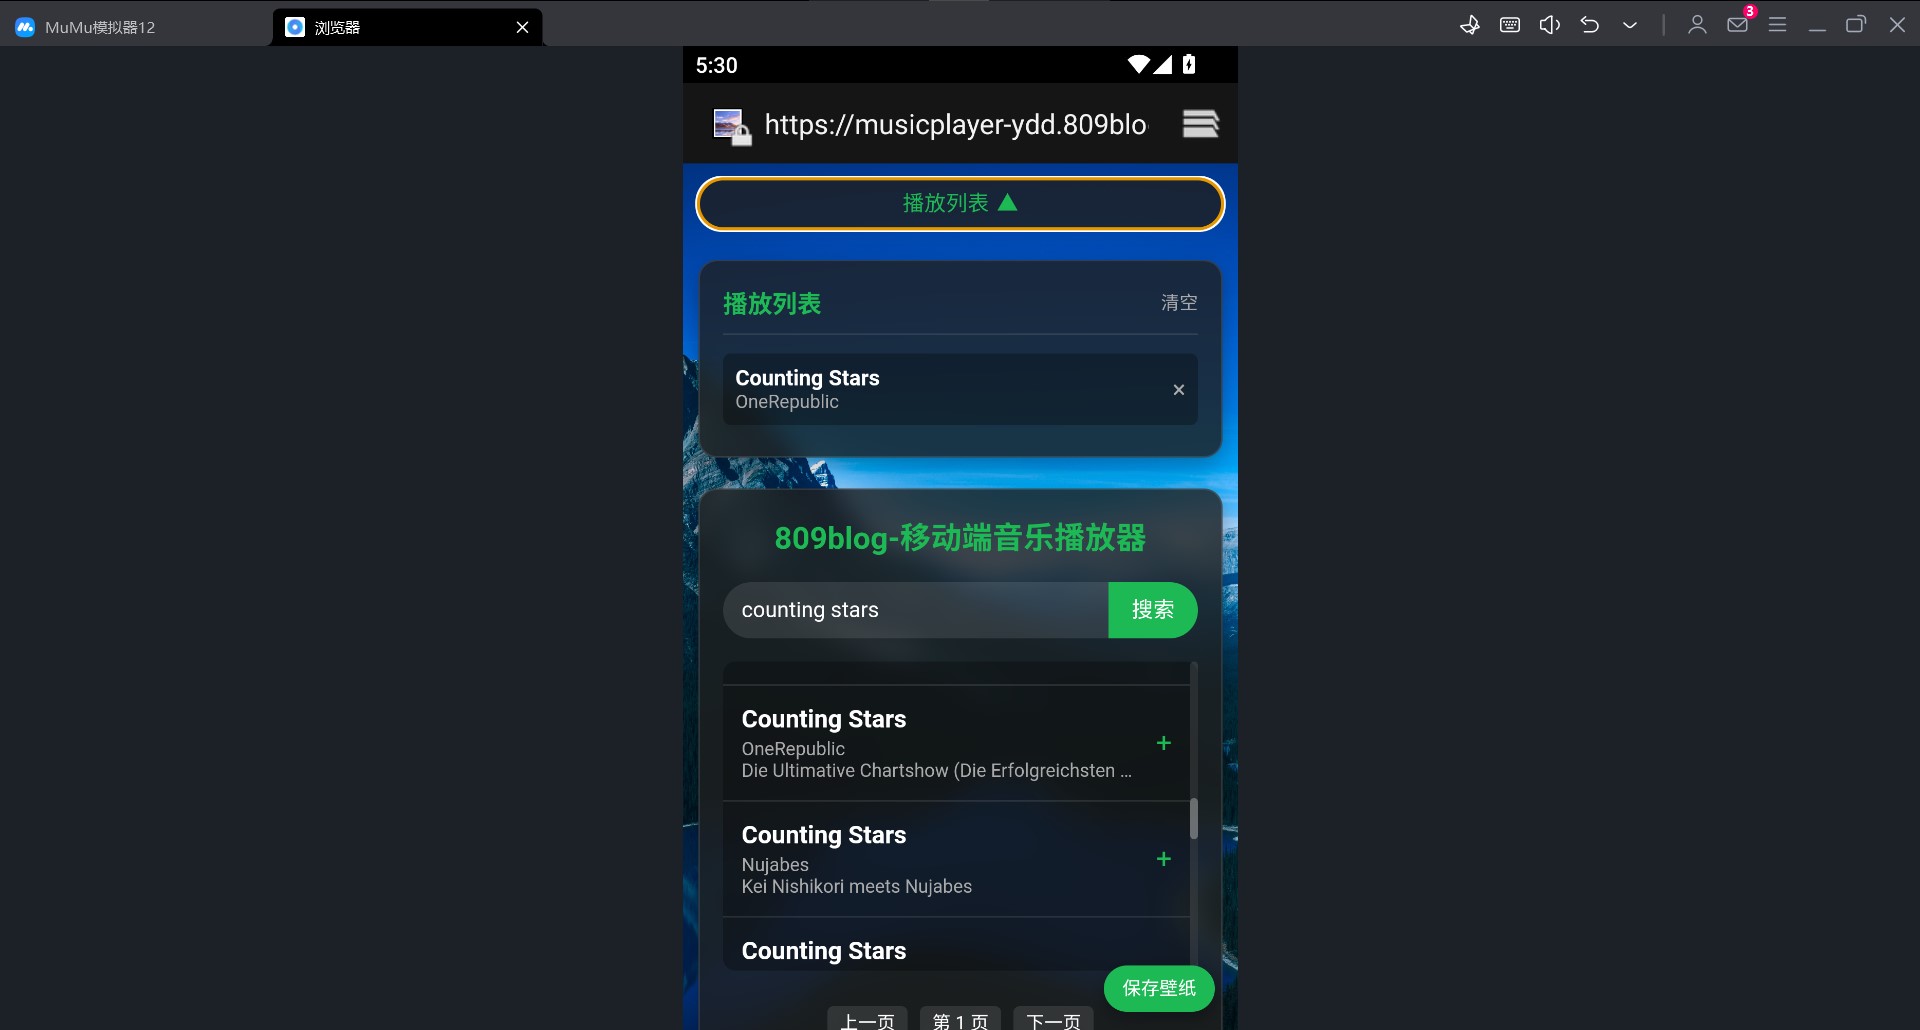 MuMu模拟器12
浏览器
3
5:30
https://musicplayer-ydd.809blo
播放列表 ▲
播放列表
清空
Counting Stars
OneRepublic
×
809blog-移动端音乐播放器
counting stars
搜索
Counting Stars
OneRepublic
Die Ultimative Chartshow (Die Erfolgreichsten ...
+
Counting Stars
Nujabes
Kei Nishikori meets Nujabes
+
Counting Stars
保存壁纸
上一页
第 1 页
下一页